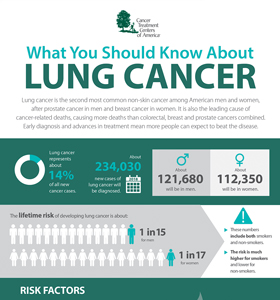 Cancer
Treatment
Centers
of America
What You Should Know About
LUNG CANCER
Lung cancer is the second most common non-skin cancer among American men and women,
after prostate cancer in men and breast cancer in women. It is also the leading cause of
cancer-related deaths, causing more deaths than colorectal, breast and prostate cancers combined.
Early diagnosis and advances in treatment mean more people can expect to beat the disease.
Lung cancer
represents
about
14%
of all new
cancer cases.
About
234,030
new cases of
lung cancer will
be diagnosed.
About
121,680
will be in men.
About
112,350
will be in women.
The lifetime risk of developing lung cancer is about:
1 in 15
for men
1 in 17
for women
These numbers
include both smokers
and non-smokers.
The risk is much
higher for smokers
and lower for
non-smokers.
RISK FACTORS